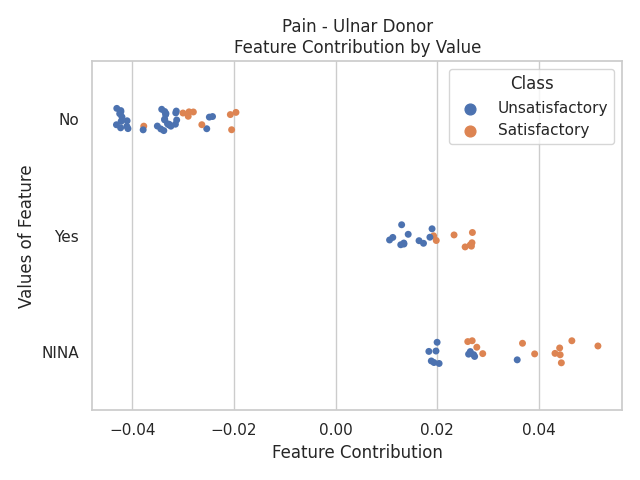 Pain - Ulnar Donor
Feature Contribution by Value
Class
Unsatisfactory
Satisfactory
Values of Feature
No
Yes
NINA
−0.04 −0.02 0.00 0.02 0.04
Feature Contribution